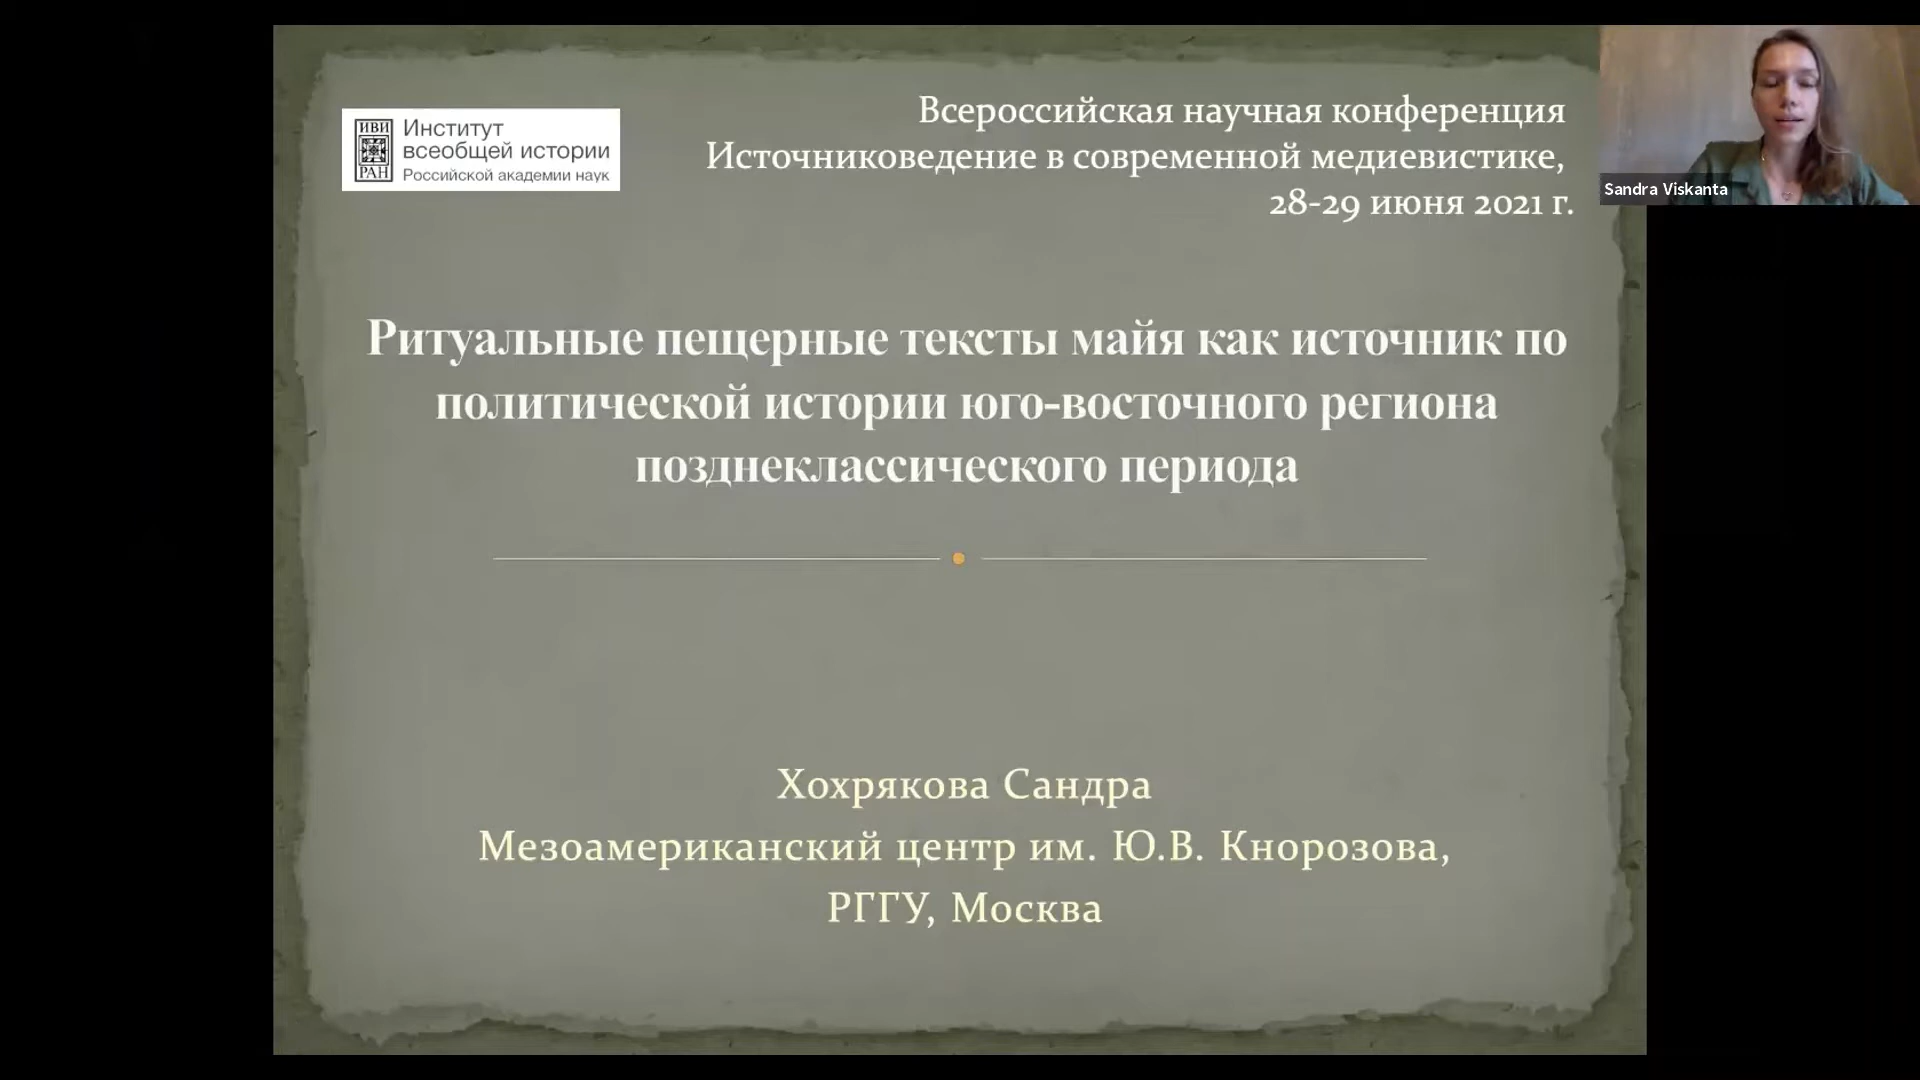 ИВИ
РАН
Институт
всеобщей истории
Российской академии наук
Всероссийская научная конференция
Источниковедение в современной медиевистике,
28-29 июня 2021 г.
Sandra Viskanta
Ритуальные пещерные тексты майя как источник по
политической истории юго-восточного региона
позднеклассического периода
Хохрякова Сандра
Мезоамериканский центр им. Ю.В. Кнорозова,
РГГУ, Москва